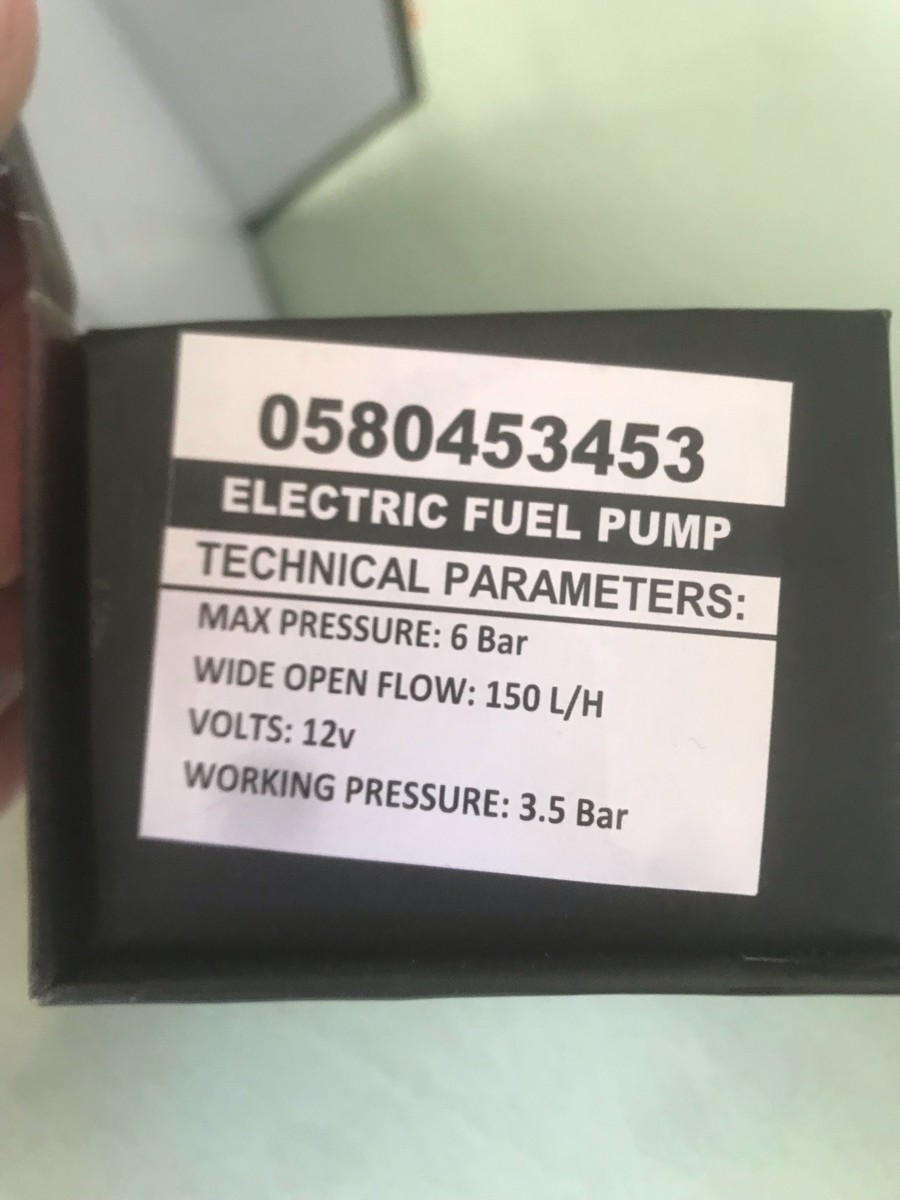 0580453453
ELECTRIC FUEL PUMP
TECHNICAL PARAMETERS:
MAX PRESSURE: 6 Bar
WIDE OPEN FLOW: 150 L/H
VOLTS: 12v
WORKING PRESSURE: 3.5 Bar